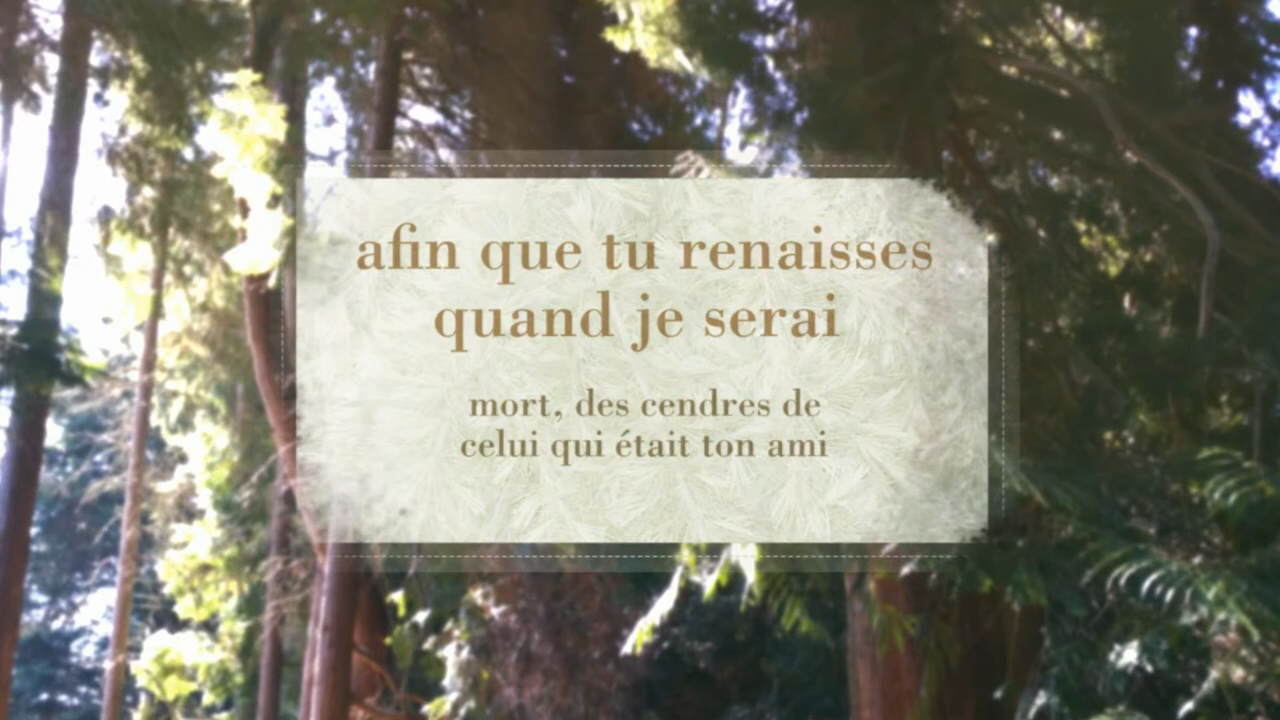 afin que tu renaisses
quand je serai
mort, des cendres de
celui qui était ton ami